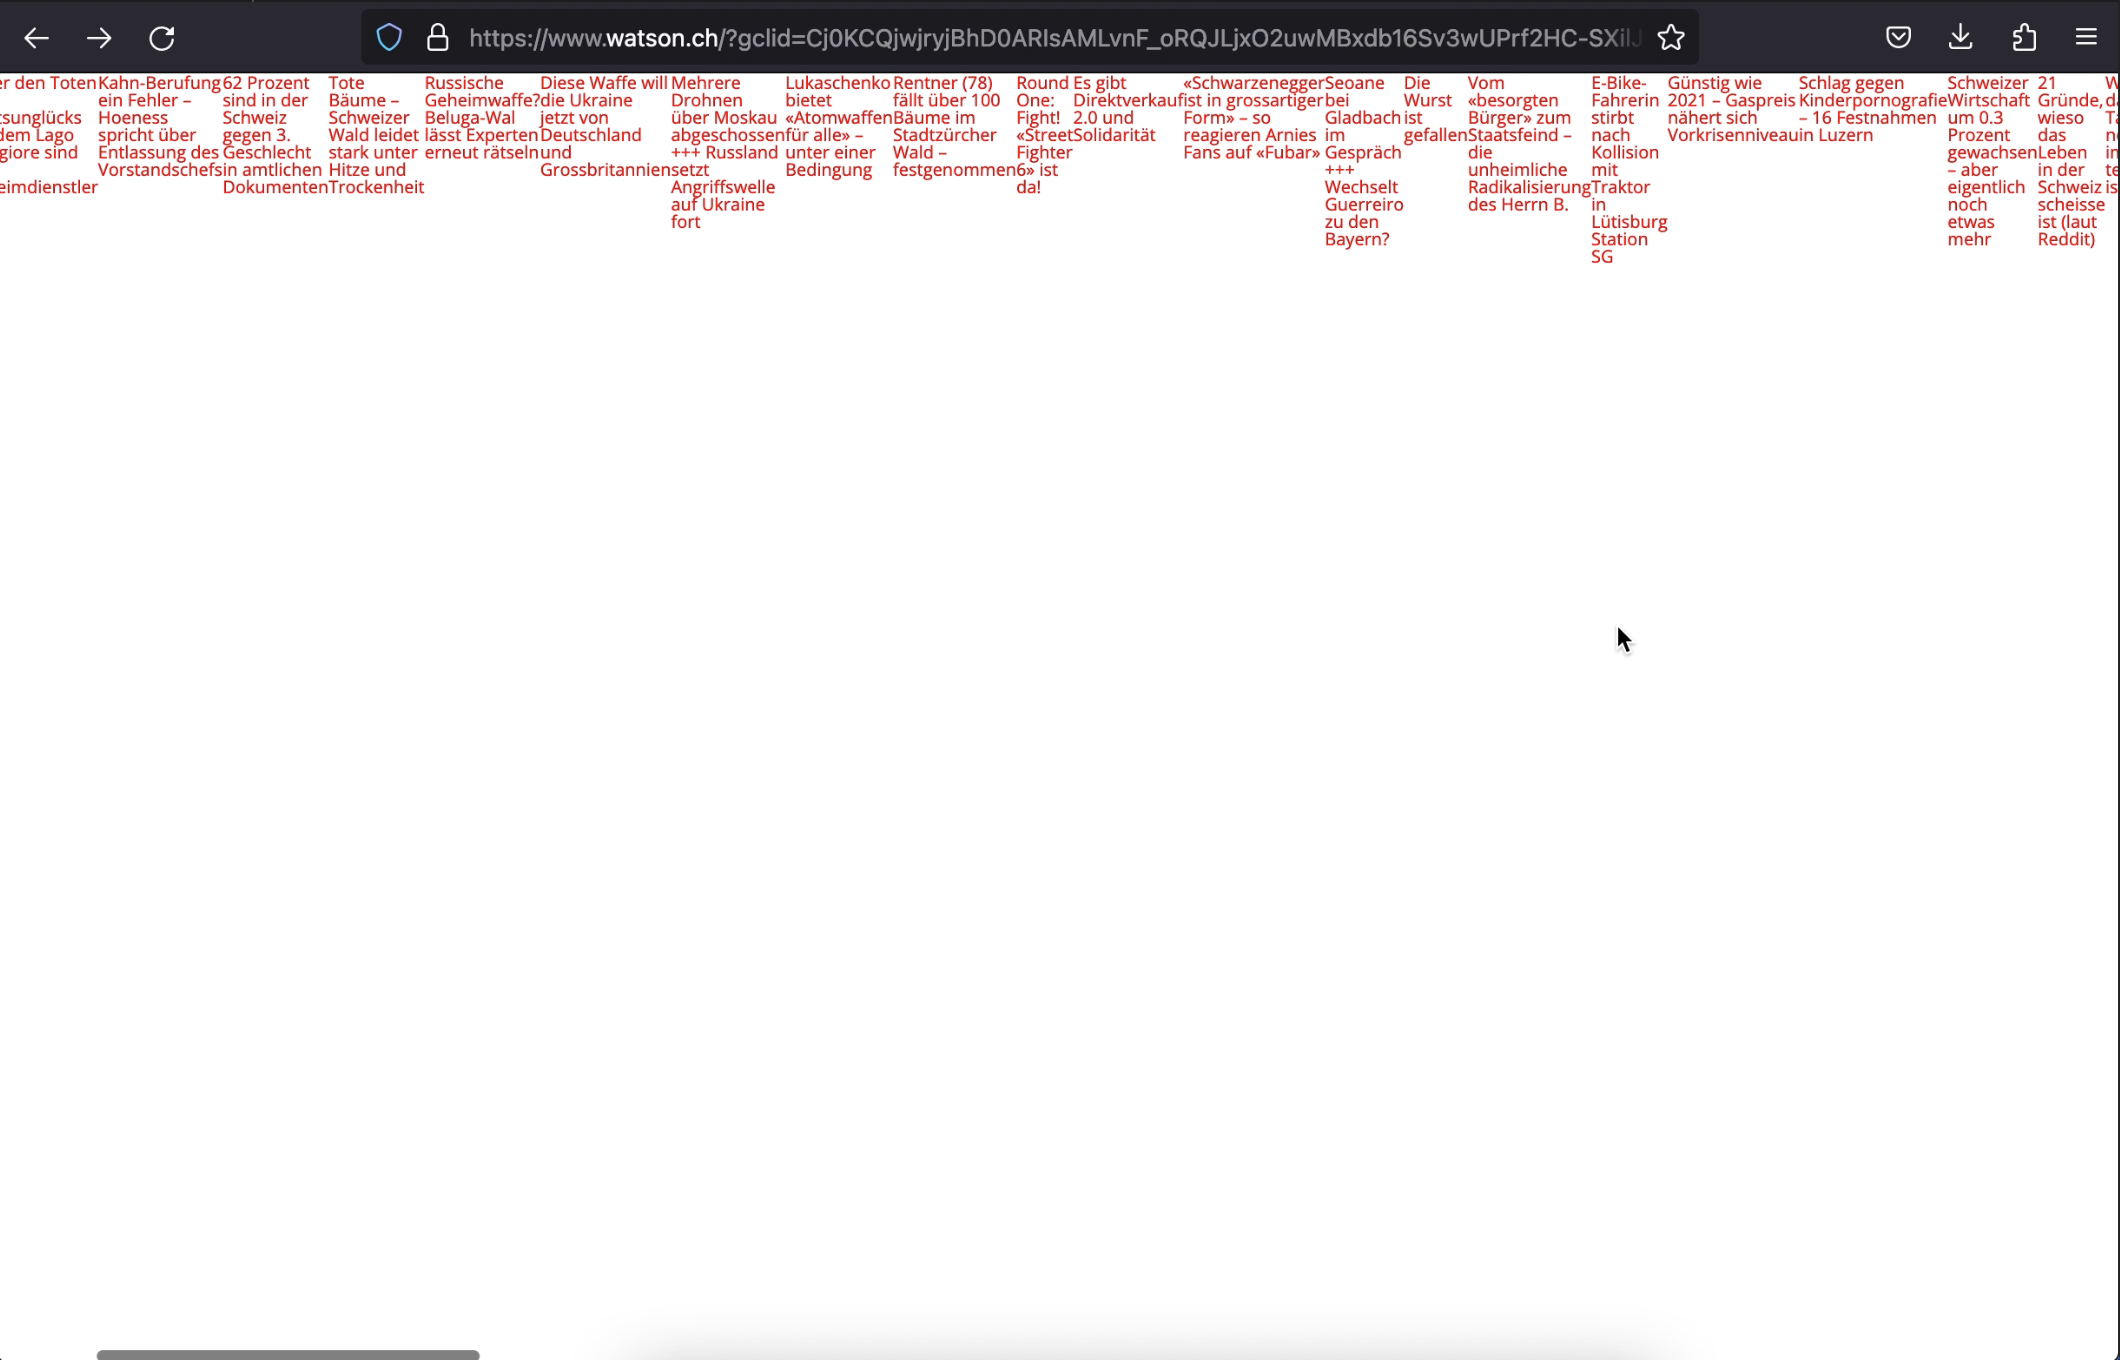 https://www.watson.ch/?gclid=Cj0KCQjwjryjBhD0ARIsAMLvnF_oRQJLjxO2uwMBxdb16Sv3wUPrf2HC-SXilJ
er den Toten
tsunglücks
dem Lago
giore sind
eimdienstler
Kahn-Berufung
ein Fehler –
Hoeness
spricht über
Entlassung des
Vorstandschefs
62 Prozent
sind in der
Schweiz
gegen 3.
Geschlecht
in amtlichen
Dokumenten
Tote
Bäume –
Schweizer
Wald leidet
stark unter
Hitze und
Trockenheit
Russische
Geheimwaffe?
Beluga-Wal
lässt Experten
erneut rätseln
Diese Waffe will
die Ukraine
jetzt von
Deutschland
und
Grossbritannien
Mehrere
Drohnen
über Moskau
abgeschossen
+++ Russland
setzt
Angriffswelle
auf Ukraine
fort
Lukaschenko
bietet
«Atomwaffen
für alle» –
unter einer
Bedingung
Rentner (78)
fällt über 100
Bäume im
Stadtzürcher
Wald –
festgenommen
Round
One:
Fight!
«Street
Fighter
6» ist
da!
Es gibt
Direktverkauf
2.0 und
Solidarität
«Schwarzenegger
ist in grossartiger
Form» – so
reagieren Arnies
Fans auf «Fubar»
Seoane
bei
Gladbach
im
Gespräch
+++
Wechselt
Guerreiro
zu den
Bayern?
Die
Wurst
ist
gefallen
Vom
«besorgten
Bürger» zum
Staatsfeind –
die
unheimliche
Radikalisierung
des Herrn B.
E-Bike-
Fahrerin
stirbt
nach
Kollision
mit
Traktor
in
Lütisburg
Station
SG
Günstig wie
2021 – Gaspreis
nähert sich
Vorkrisenniveau
Schlag gegen
Kinderpornografie
– 16 Festnahmen
in Luzern
Schweizer
Wirtschaft
um 0.3
Prozent
gewachsen
– aber
eigentlich
noch
etwas
mehr
21
Gründe,
wieso
das
Leben
in der
Schweiz
scheisse
ist (laut
Reddit)